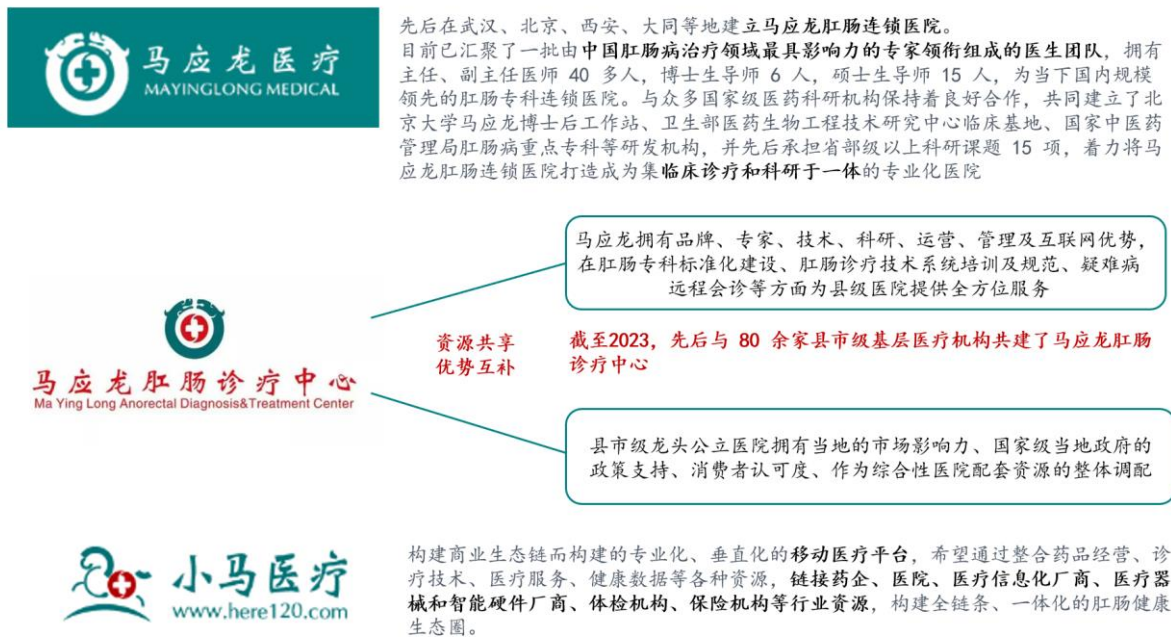 马应龙医疗
MAYINGLONG MEDICAL
先后在武汉、北京、西安、大同等地建立马应龙肛肠连锁医院。
目前已汇聚了一批由中国肛肠病治疗领域最具影响力的专家领衔组成的医生团队，拥有
主任、副主任医师 40 多人，博士生导师 6 人，硕士生导师 15 人，为当下国内规模
领先的肛肠专科连锁医院。与众多国家级医药科研机构保持着良好合作，共同建立了北
京大学马应龙博士后工作站、卫生部医药生物工程技术研究中心临床基地、国家中医药
管理局肛肠病重点专科等研发机构，并先后承担省部级以上科研课题 15 项，着力将马
应龙肛肠连锁医院打造成为集临床诊疗和科研于一体的专业化医院
马应龙拥有品牌、专家、技术、科研、运营、管理及互联网优势，
在肛肠专科标准化建设、肛肠诊疗技术系统培训及规范、疑难病
远程会诊等方面为县级医院提供全方位服务
马应龙肛肠诊疗中心
Ma Ying Long Anorectal Diagnosis&Treatment Center
资源共享
优势互补
截至2023，先后与 80 余家县市级基层医疗机构共建了马应龙肛肠
诊疗中心
县市级龙头公立医院拥有当地的市场影响力、国家级当地政府的
政策支持、消费者认可度、作为综合性医院配套资源的整体调配
小马医疗
www.here120.com
构建商业生态链而构建的专业化、垂直化的移动医疗平台，希望通过整合药品经营、诊
疗技术、医疗服务、健康数据等各种资源，链接药企、医院、医疗信息化厂商、医疗器
械和智能硬件厂商、体检机构、保险机构等行业资源，构建全链条、一体化的肛肠健康
生态圈。